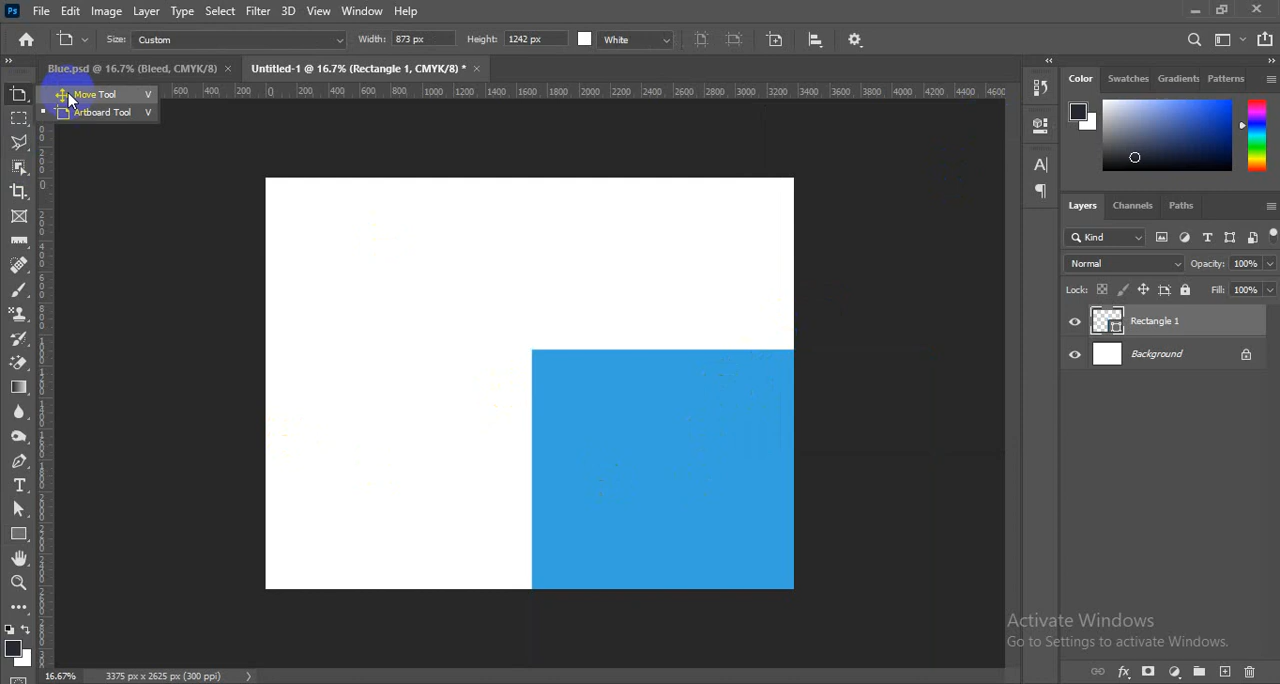 Ps File Edit Image Layer Type Select Filter 3D View Window Help
Size: Custom Width: 873 px Height: 1242 px White
Blue.psd @ 16.7% (Bleed, CMYK/8) × Untitled-1 @ 16.7% (Rectangle 1, CMYK/8) * ×
Move Tool V
Artboard Tool V
600 400 200 0 200 400 600 800 1000 1200 1400 1600 1800 2000 2200 2400 2600 2800 3000 3200 3400 3600 3800 4000 4200 4400 4600
Color Swatches Gradients Patterns
Layers Channels Paths
Kind
Normal Opacity: 100%
Lock: Fill: 100%
Rectangle 1
Background
Activate Windows
Go to Settings to activate Windows.
16.67% 3375 px x 2625 px (300 ppi)